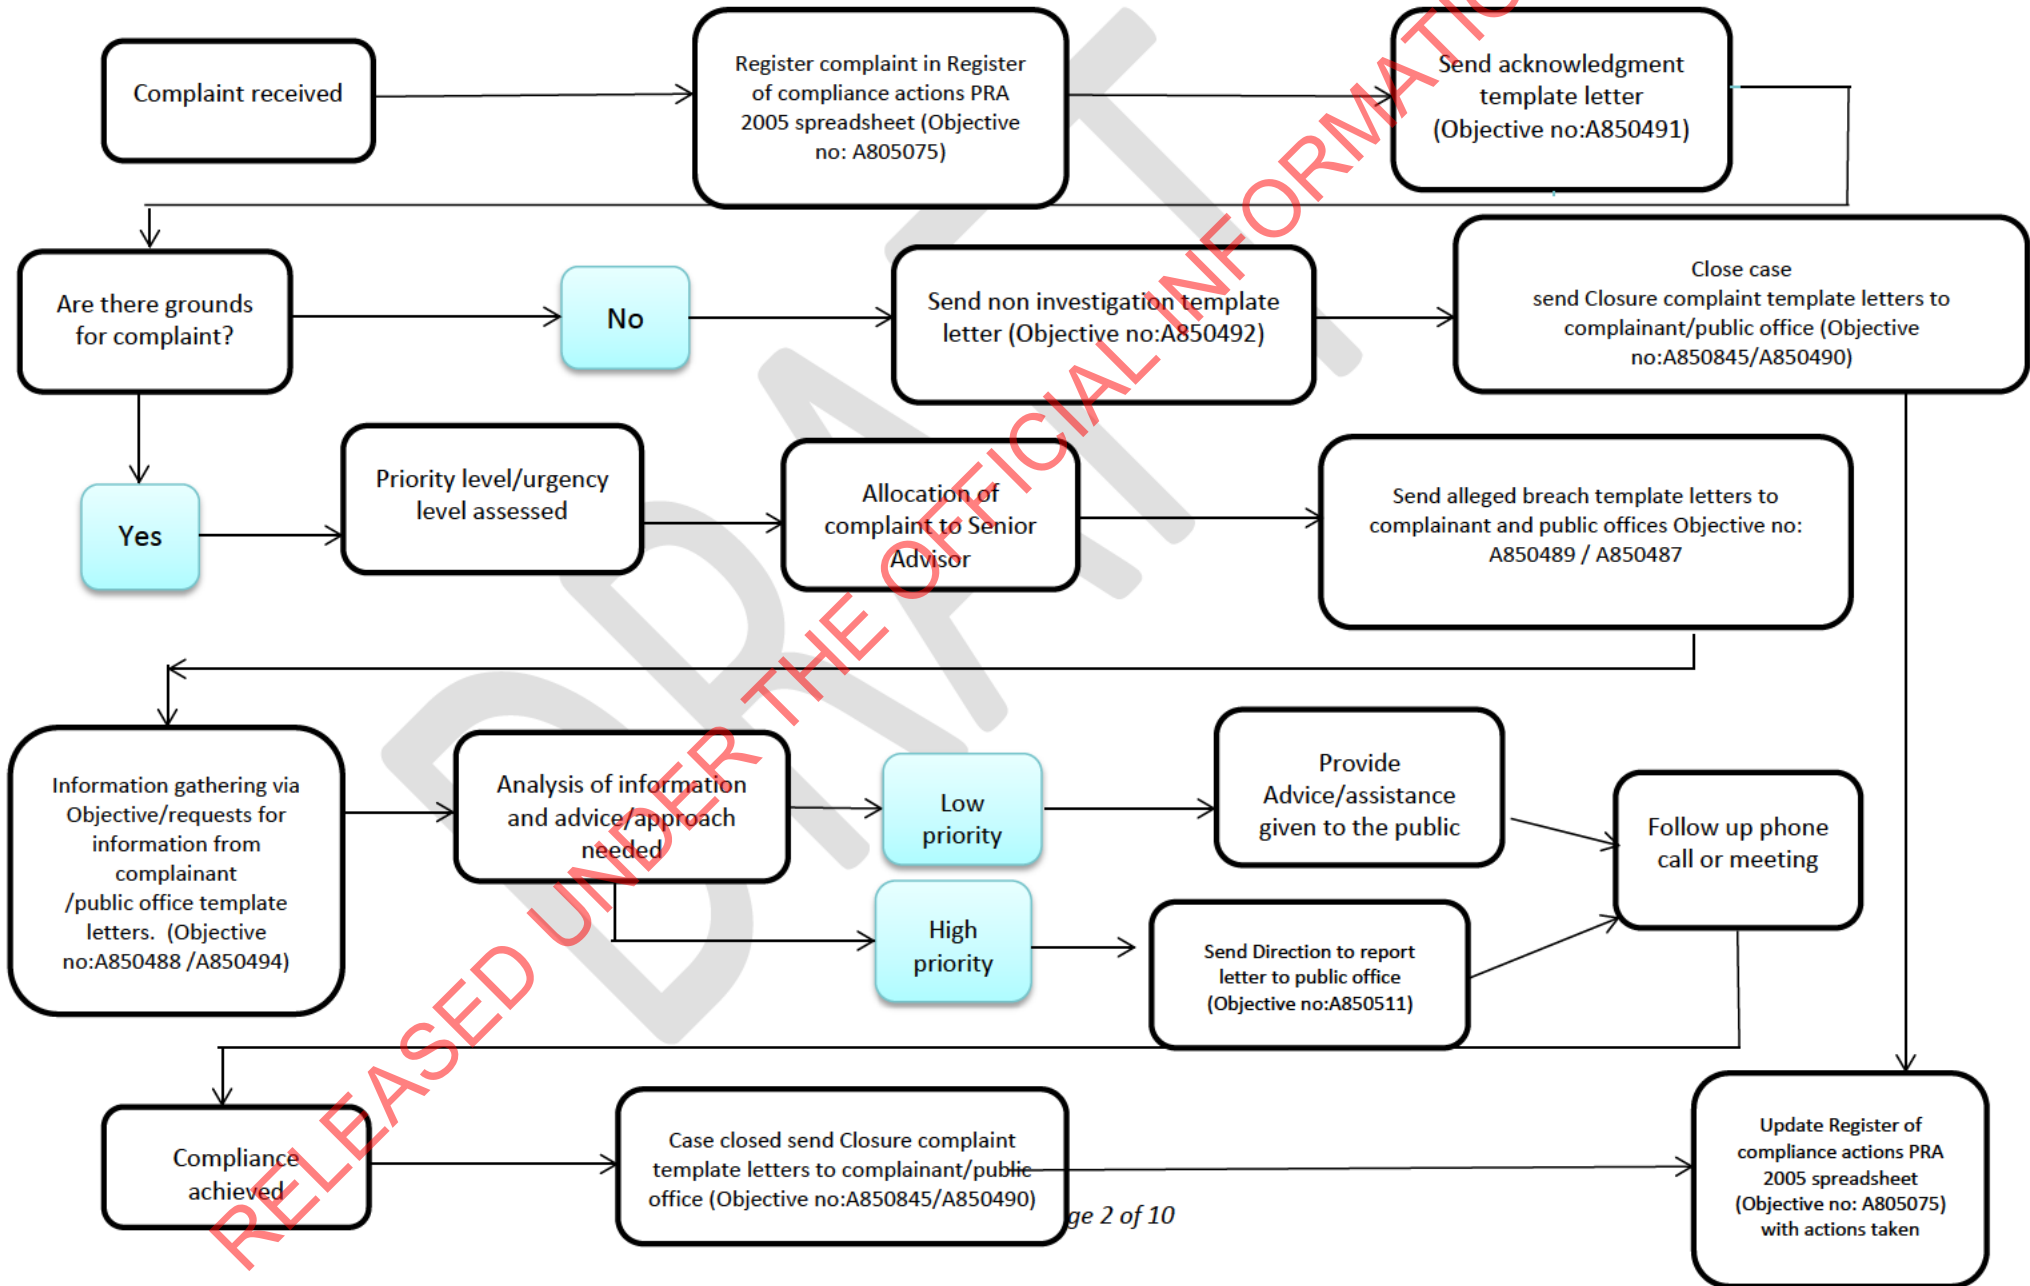 Complaint received
Register complaint in Register
of compliance actions PRA
2005 spreadsheet (Objective
no: A805075)
Send acknowledgment
template letter
(Objective no:A850491)
Are there grounds
for complaint?
No
Send non investigation template
letter (Objective no:A850492)
Close case
send Closure complaint template letters to
complainant/public office (Objective
no:A850845/A850490)
Yes
Priority level/urgency
level assessed
Allocation of
complaint to Senior
Advisor
Send alleged breach template letters to
complainant and public offices Objective no:
A850489 / A850487
Information gathering via
Objective/requests for
information from
complainant
/public office template
letters.  (Objective
no:A850488 /A850494)
Analysis of information
and advice/approach
needed
Low
priority
Provide
Advice/assistance
given to the public
Follow up phone
call or meeting
High
priority
Send Direction to report
letter to public office
(Objective no:A850511)
Compliance
achieved
Case closed send Closure complaint
template letters to complainant/public
office (Objective no:A850845/A850490)
Update Register of
compliance actions PRA
2005 spreadsheet
(Objective no: A805075)
with actions taken
ge 2 of 10
DRAFT
RELEASED UNDER THE OFFICIAL INFORMATIO